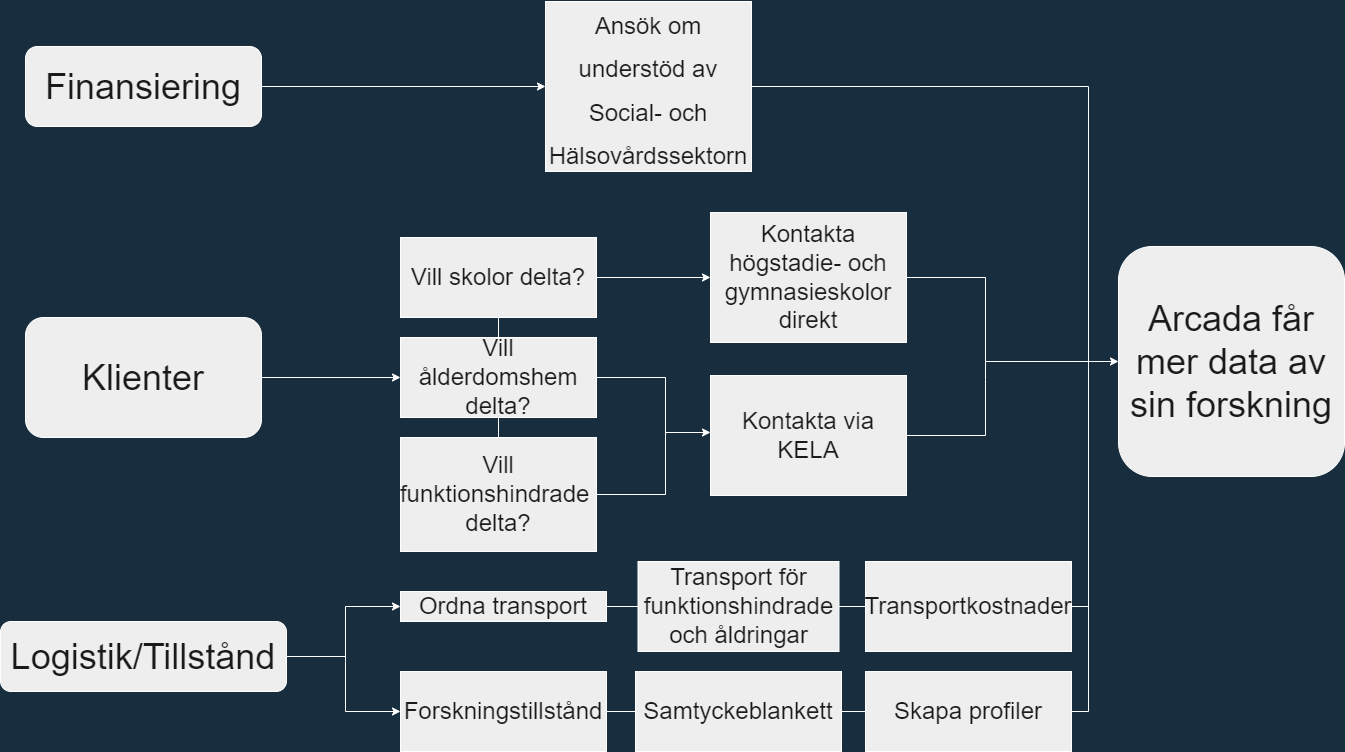 Finansiering
Ansök om
understöd av
Social- och
Hälsovårdssektorn
Klienter
Vill skolor delta?
Vill
ålderdomshem
delta?
Vill
funktionshindrade
delta?
Kontakta
högstadie- och
gymnasieskolor
direkt
Kontakta via
KELA
Logistik/Tillstånd
Ordna transport
Transport för
funktionshindrade
och åldringar
Transportkostnader
Forskningstillstånd
Samtyckeblankett
Skapa profiler
Arcada får
mer data av
sin forskning